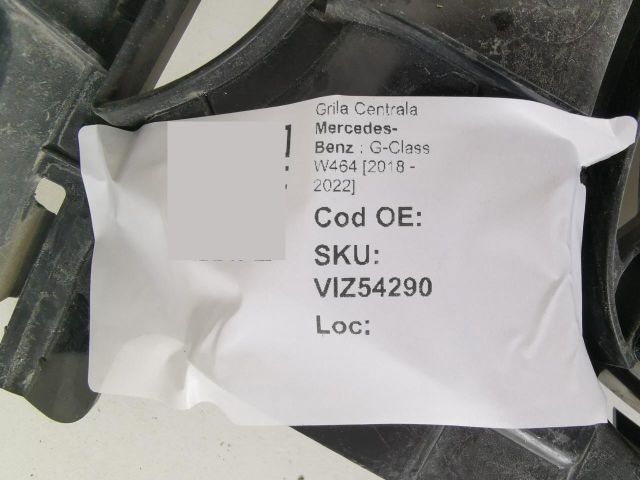 Grila Centrala
Mercedes-
Benz : G-Class
W464 [2018 -
2022]
Cod OE:
SKU:
VIZ54290
Loc: